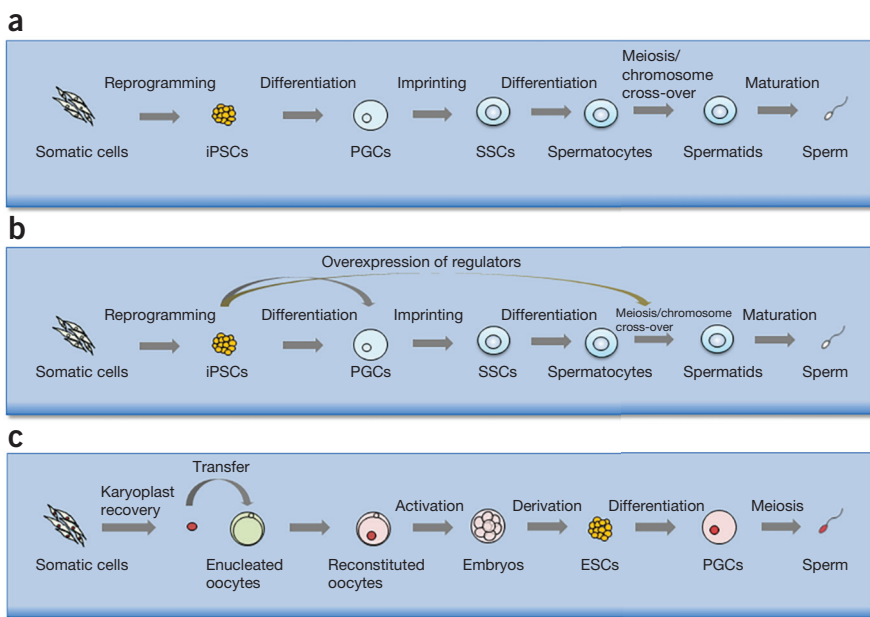 a
Reprogramming
Differentiation
Imprinting
Differentiation
Meiosis/
chromosome
cross-over
Maturation
Somatic cells
iPSCs
PGCs
SSCs
Spermatocytes
Spermatids
Sperm
b
Overexpression of regulators
Reprogramming
Differentiation
Imprinting
Differentiation
Meiosis/chromosome
cross-over
Maturation
Somatic cells
iPSCs
PGCs
SSCs
Spermatocytes
Spermatids
Sperm
c
Karyoplast
recovery
Transfer
Activation
Derivation
Differentiation
Meiosis
Somatic cells
Enucleated
oocytes
Reconstituted
oocytes
Embryos
ESCs
PGCs
Sperm